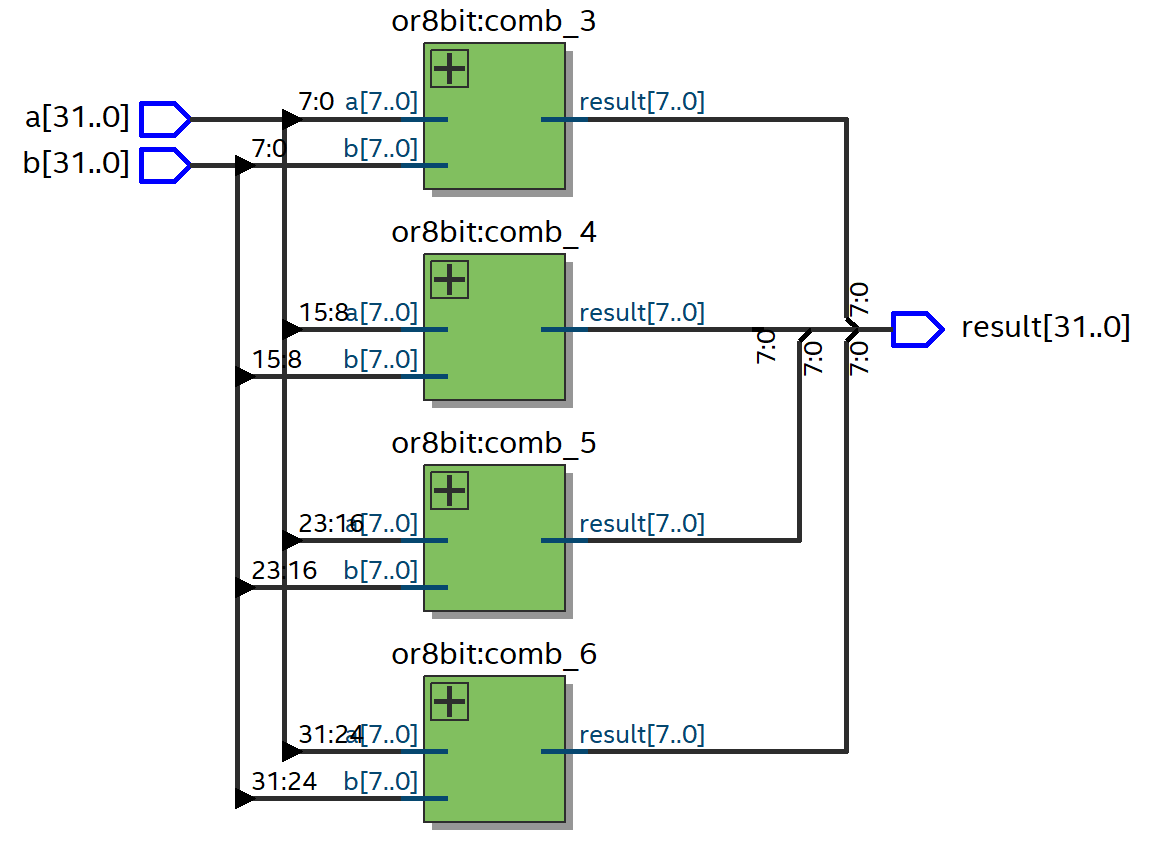 or8bit:comb_3
a[31..0]
7:0
a[7..0]
result[7..0]
b[31..0]
7:0
b[7..0]
or8bit:comb_4
15:8
a[7..0]
result[7..0]
15:8
b[7..0]
7:0
7:0
7:0
7:0
result[31..0]
or8bit:comb_5
23:16
a[7..0]
result[7..0]
23:16
b[7..0]
or8bit:comb_6
31:24
a[7..0]
result[7..0]
31:24
b[7..0]